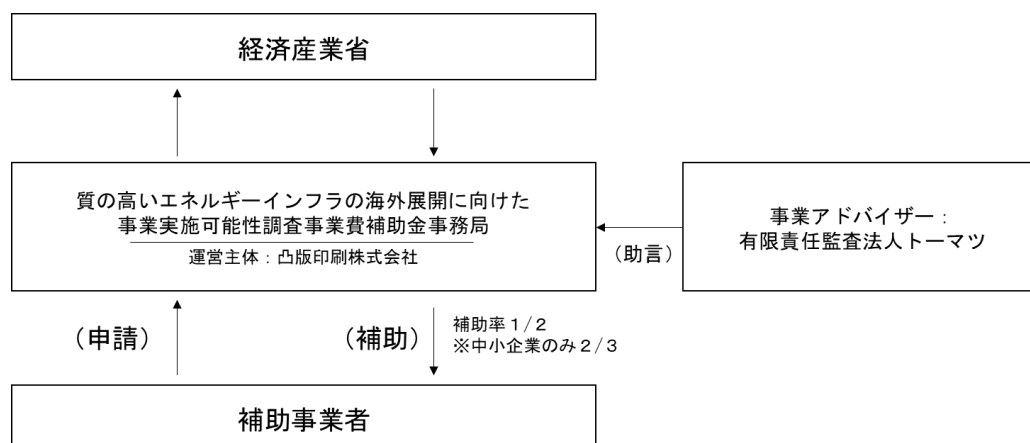 経済産業省
質の高いエネルギーインフラの海外展開に向けた
事業実施可能性調査事業費補助金事務局
運営主体：凸版印刷株式会社
事業アドバイザー：
有限責任監査法人トーマツ
（助言）
（申請）
（補助）
補助率１/２
※中小企業のみ２/３
補助事業者